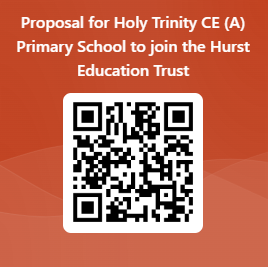 Proposal for Holy Trinity CE (A)
Primary School to join the Hurst
Education Trust